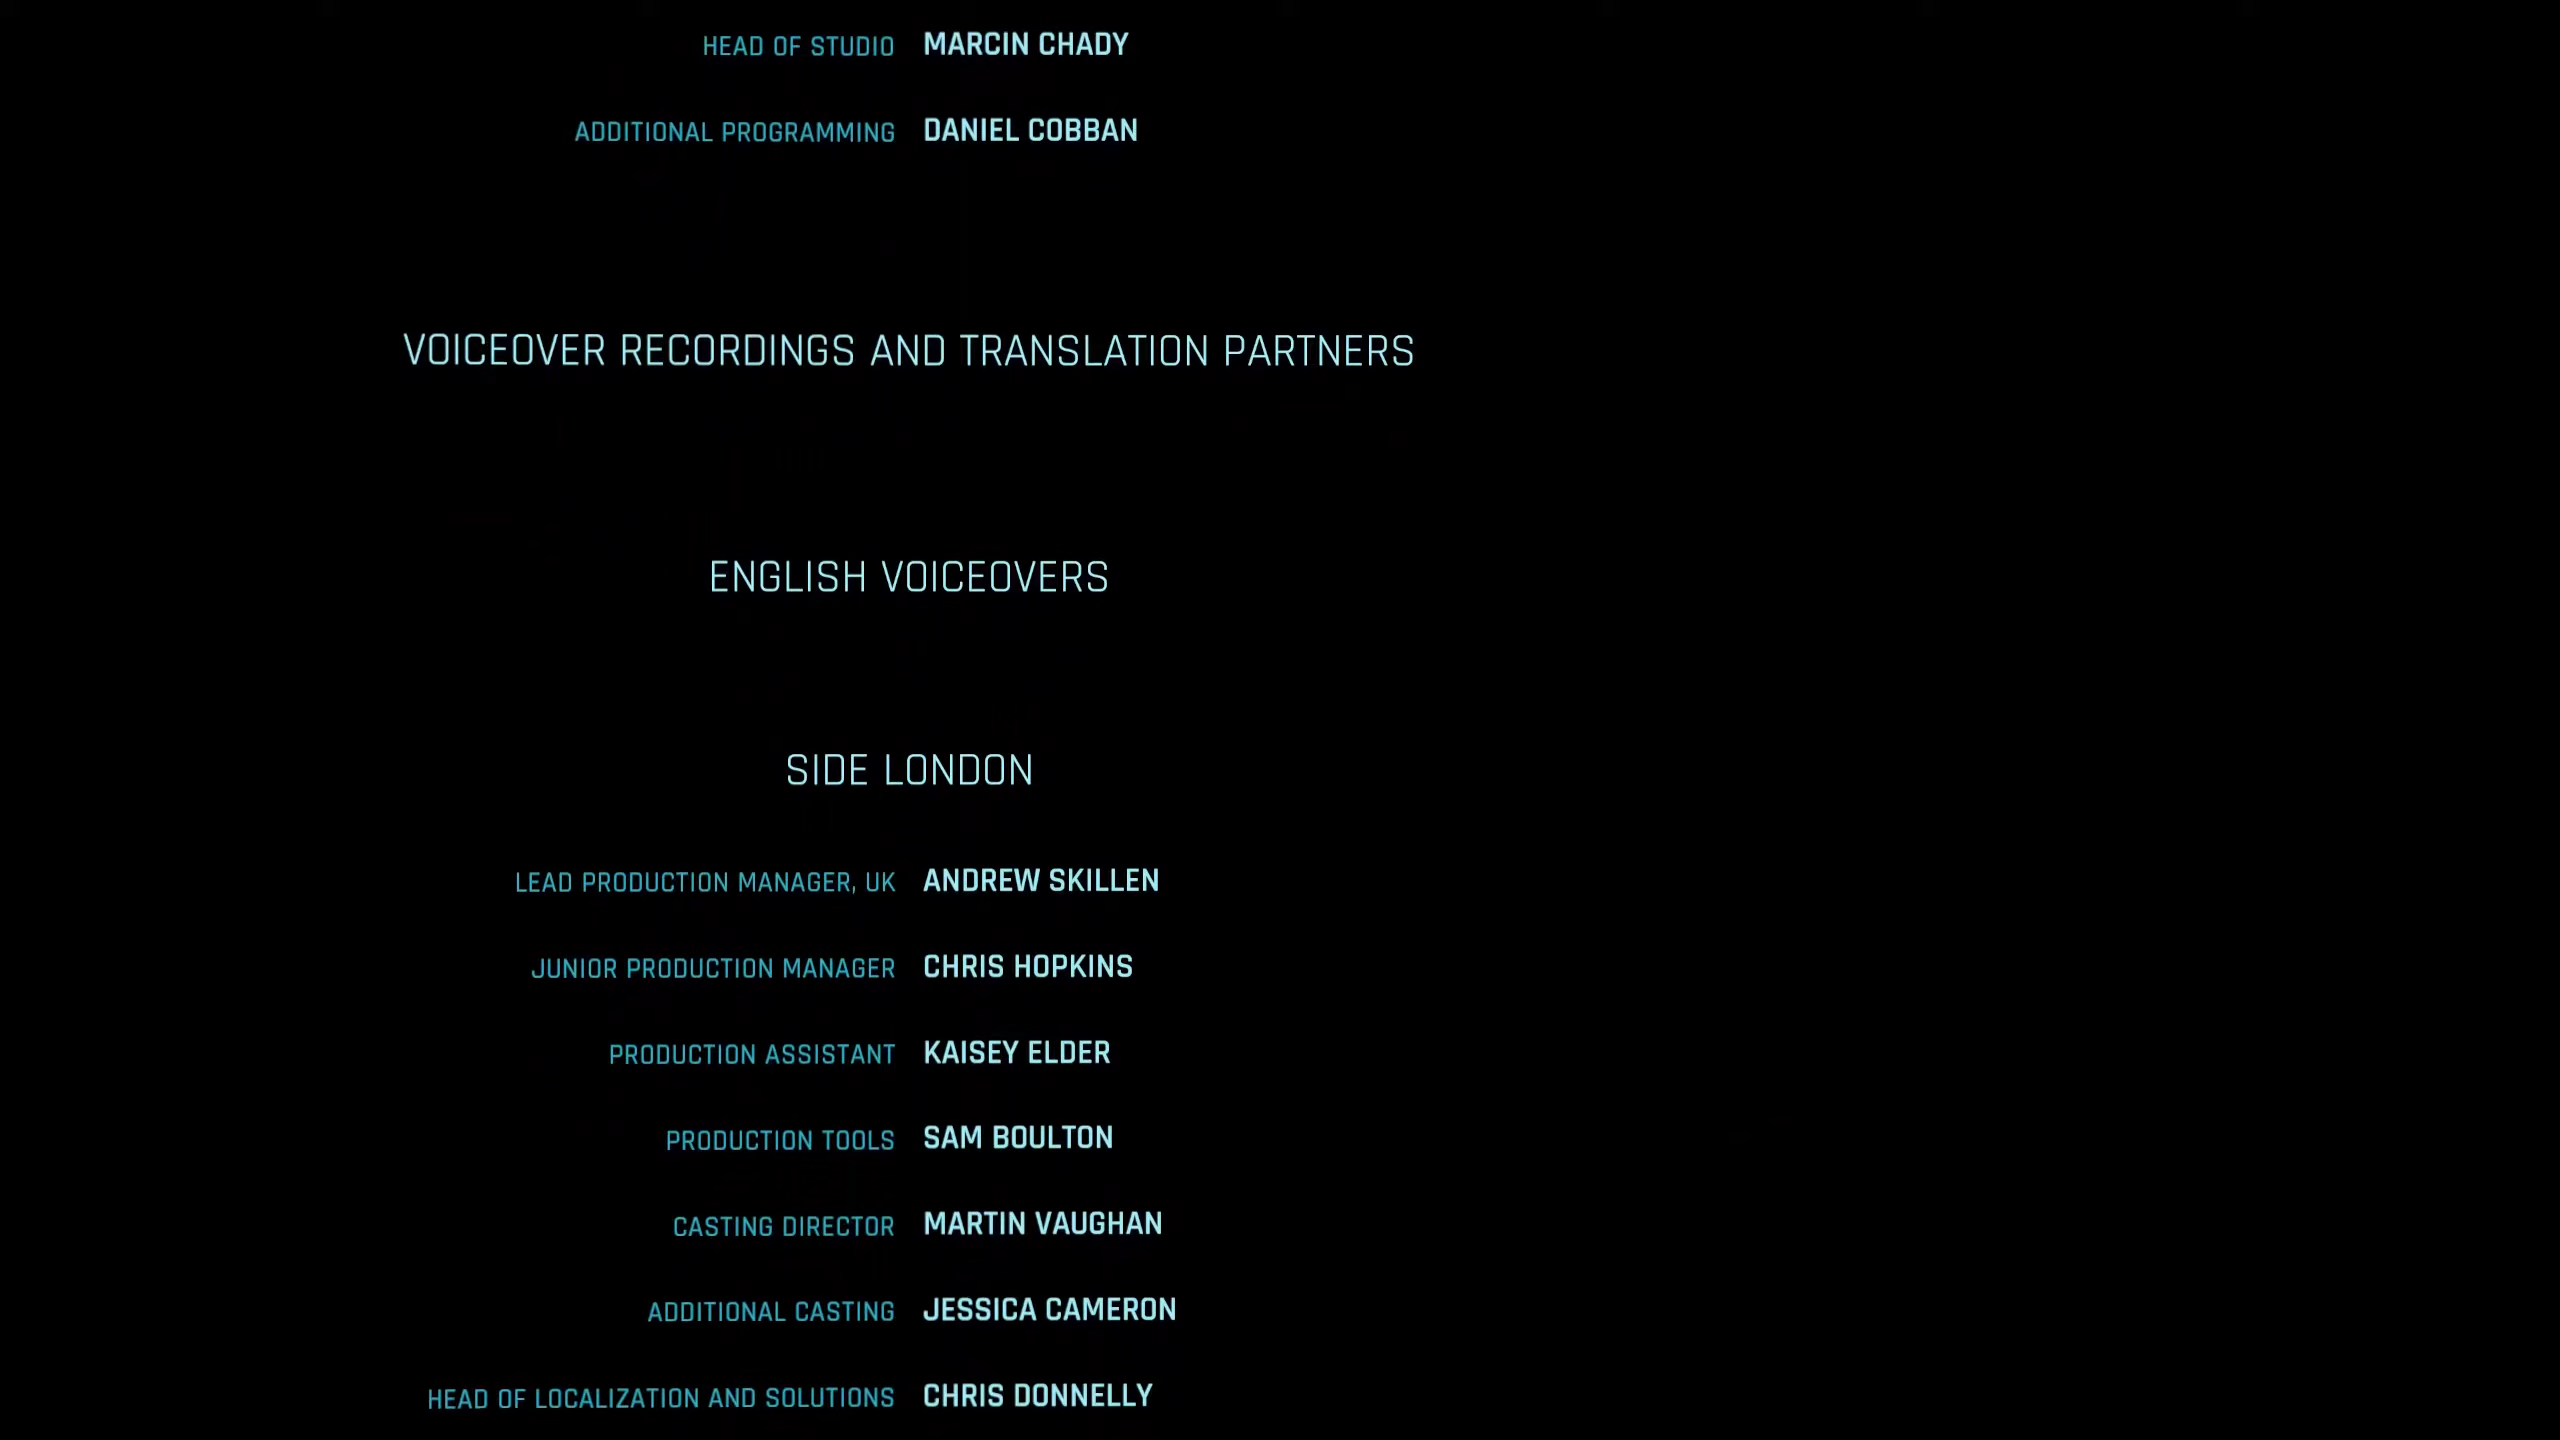 HEAD OF STUDIO MARCIN CHADY
ADDITIONAL PROGRAMMING DANIEL COBBAN
VOICEOVER RECORDINGS AND TRANSLATION PARTNERS
ENGLISH VOICEOVERS
SIDE LONDON
LEAD PRODUCTION MANAGER, UK ANDREW SKILLEN
JUNIOR PRODUCTION MANAGER CHRIS HOPKINS
PRODUCTION ASSISTANT KAISEY ELDER
PRODUCTION TOOLS SAM BOULTON
CASTING DIRECTOR MARTIN VAUGHAN
ADDITIONAL CASTING JESSICA CAMERON
HEAD OF LOCALIZATION AND SOLUTIONS CHRIS DONNELLY